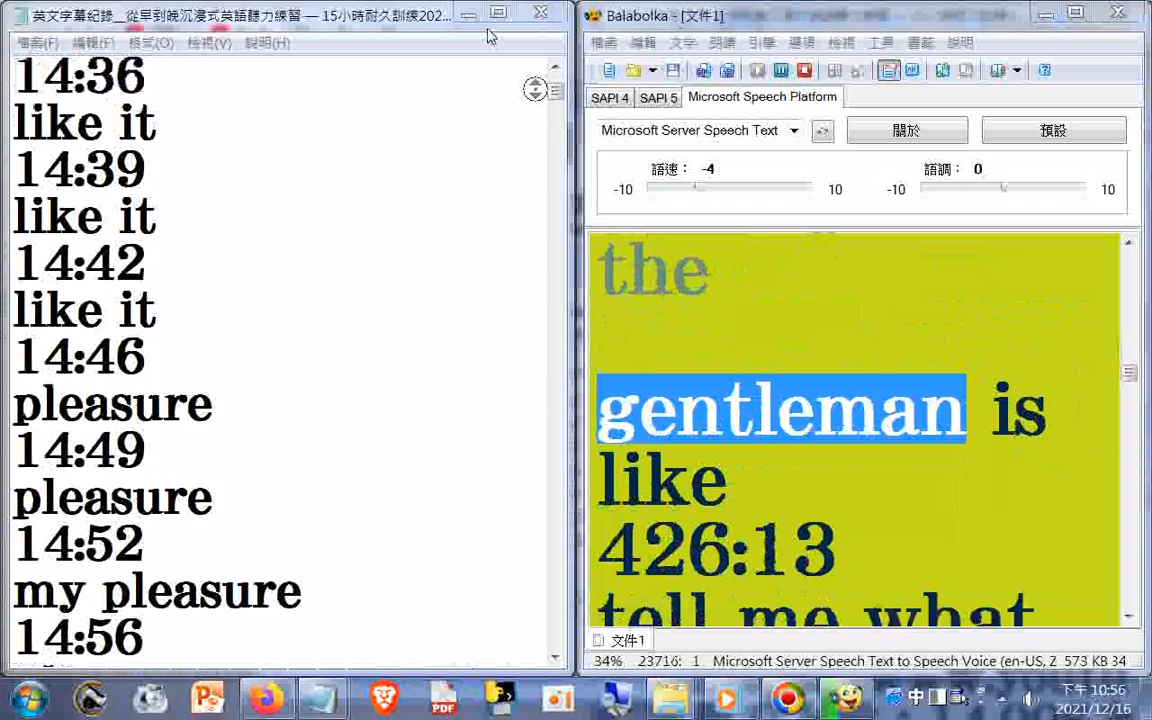 英文字幕紀錄__從早到晚沉浸式英語聽力練習 — 15小時耐久訓練202...
檔案(F) 編輯(F) 格式(O) 檢視(V) 說明(H)
14:36
like it
14:39
like it
14:42
like it
14:46
pleasure
14:49
pleasure
14:52
my pleasure
14:56
Balabolka - [文件1]
檔案 編輯 文字 閱讀 引擎 選項 檢視 工具 書籤 說明
SAPI 4 SAPI 5 Microsoft Speech Platform
Microsoft Server Speech Text 關於 預設
語速： -4 語調： 0
-10 10 -10 10
the
gentleman is
like
426:13
tell me what
文件1
34% 23716: 1 Microsoft Server Speech Text to Speech Voice (en-US, Z 573 KB 34
PDF 中 下午 10:56
2021/12/16